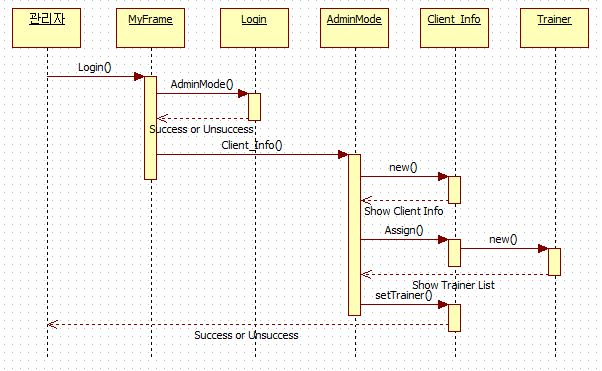 관리자
MyFrame
Login
AdminMode
Client_Info
Trainer
Login()
AdminMode()
Success or Unsuccess
Client_Info()
new()
Show Client Info
Assign()
new()
Show Trainer List
setTrainer()
Success or Unsuccess